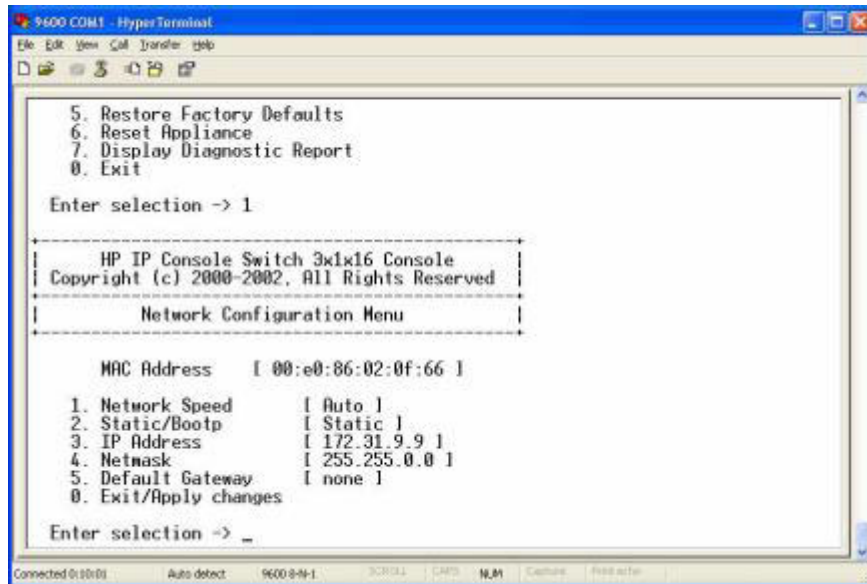 9600 COM1 - HyperTerminal
File Edit View Call Transfer Help
5. Restore Factory Defaults
6. Reset Appliance
7. Display Diagnostic Report
0. Exit
Enter selection -> 1
HP IP Console Switch 3x1x16 Console
Copyright (c) 2000-2002, All Rights Reserved
Network Configuration Menu
MAC Address [ 00:e0:86:02:0f:66 ]
1. Network Speed [ Auto ]
2. Static/Bootp [ Static ]
3. IP Address [ 172.31.9.9 ]
4. Netmask [ 255.255.0.0 ]
5. Default Gateway [ none ]
0. Exit/Apply changes
Enter selection -> _
Connected 0:10:01 Auto detect 9600 8-N-1 SCROLL CAPS NUM Capture Print echo